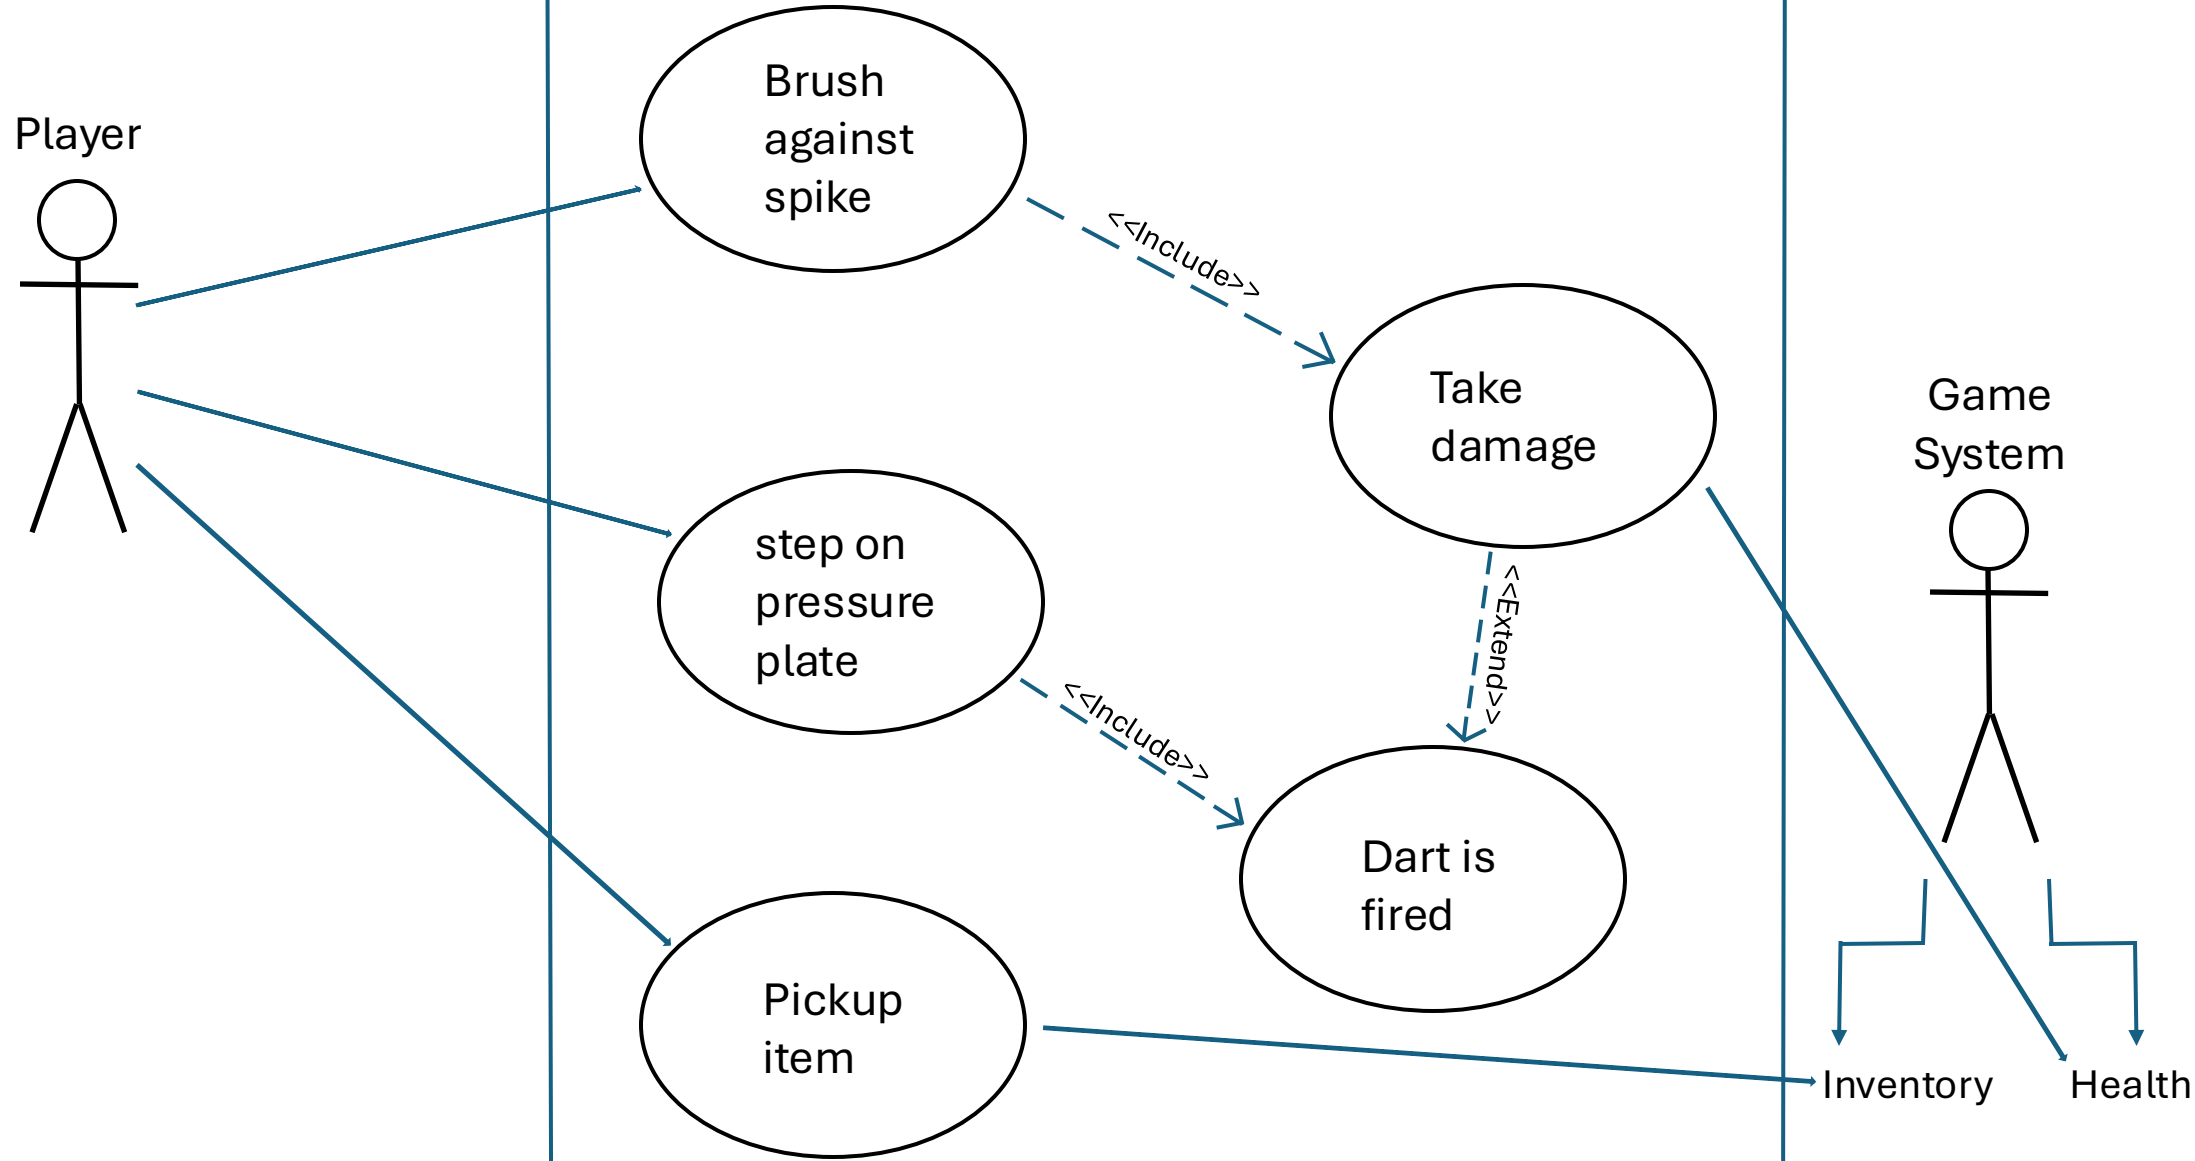 Player
Brush
against
spike
<<Include>>
Take
damage
Game
System
step on
pressure
plate
<<Extend>>
<<Include>>
Dart is
fired
Pickup
item
Inventory
Health